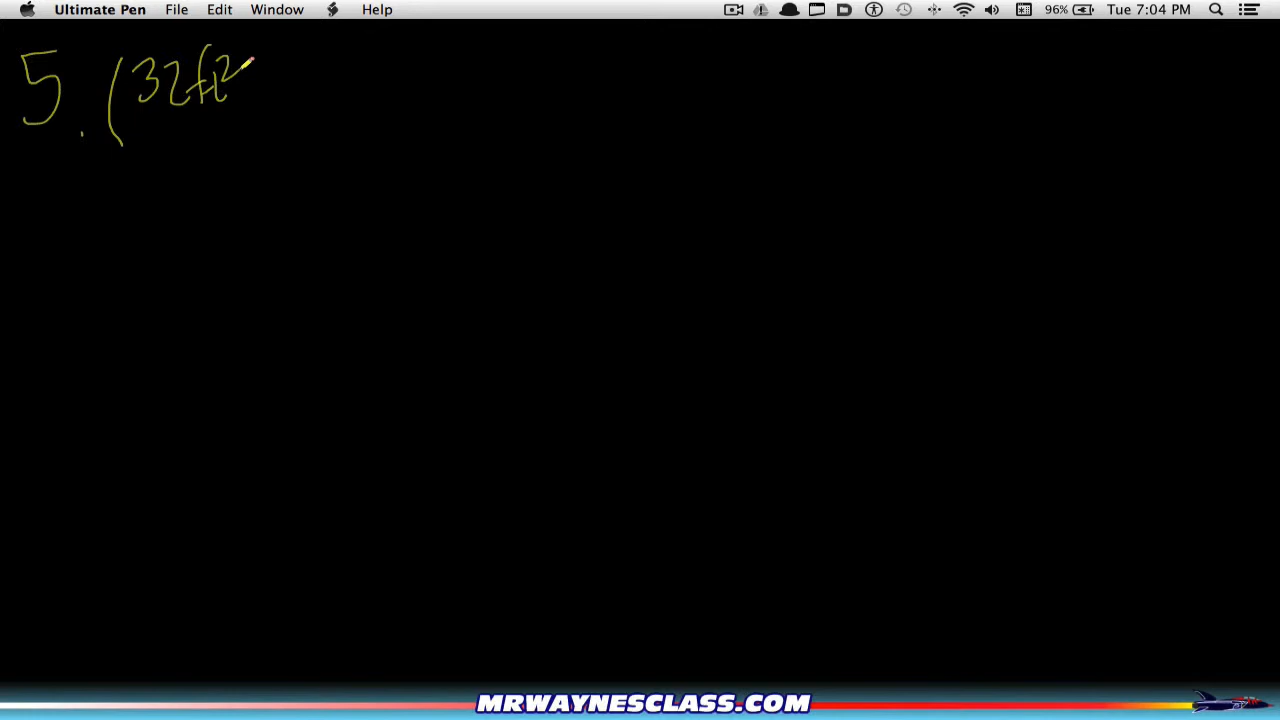 Ultimate Pen File Edit Window Help 96% Tue 7:04 PM
5. (32ft²
MRWAYNESCLASS.COM